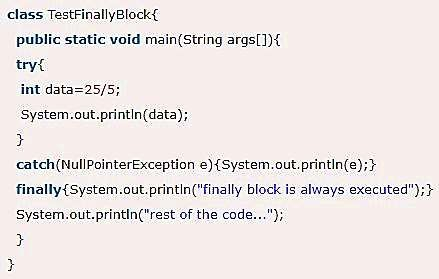 class TestFinallyBlock{
public static void main(String args[]){
try{
int data=25/5;
System.out.println(data);
}
catch(NullPointerException e){System.out.println(e);}
finally{System.out.println("finally block is always executed");}
System.out.println("rest of the code...");
}
}